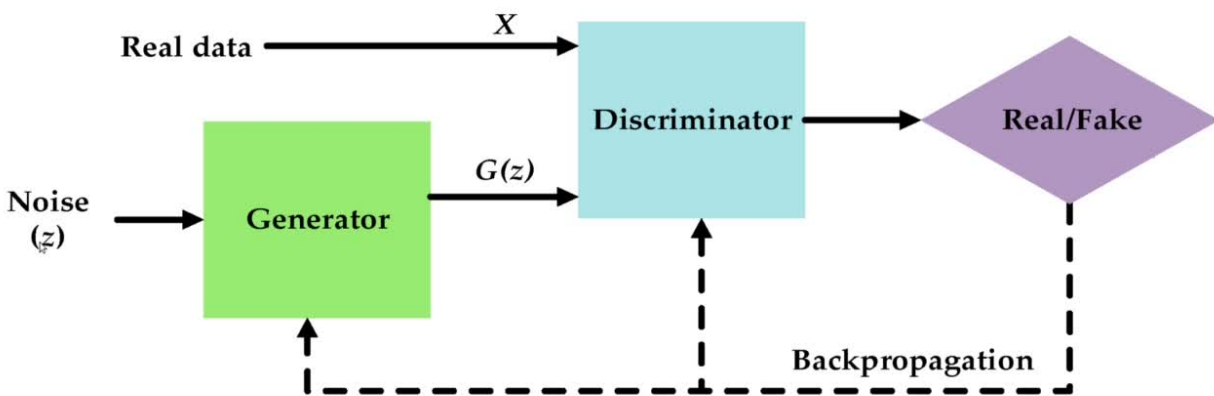 X
Real data
Discriminator
Real/Fake
G(z)
Noise
(z)
Generator
Backpropagation